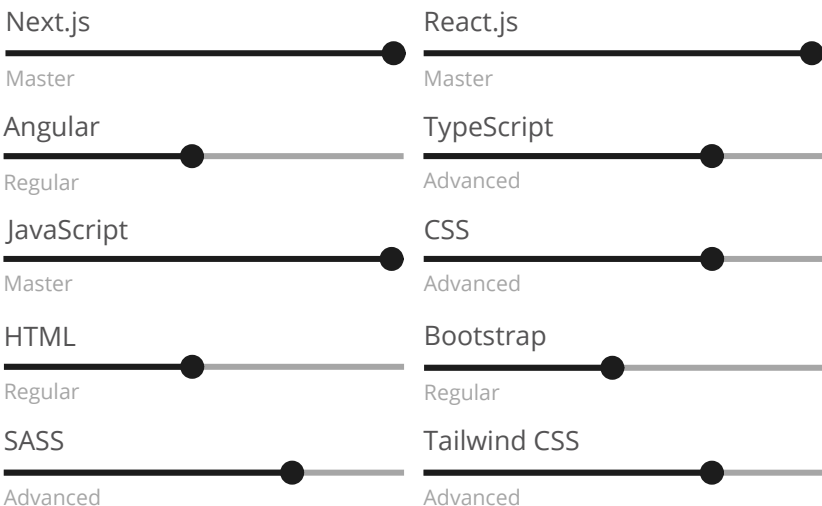 Next.js
Master
React.js
Master
Angular
Regular
TypeScript
Advanced
JavaScript
Master
CSS
Advanced
HTML
Regular
Bootstrap
Regular
SASS
Advanced
Tailwind CSS
Advanced